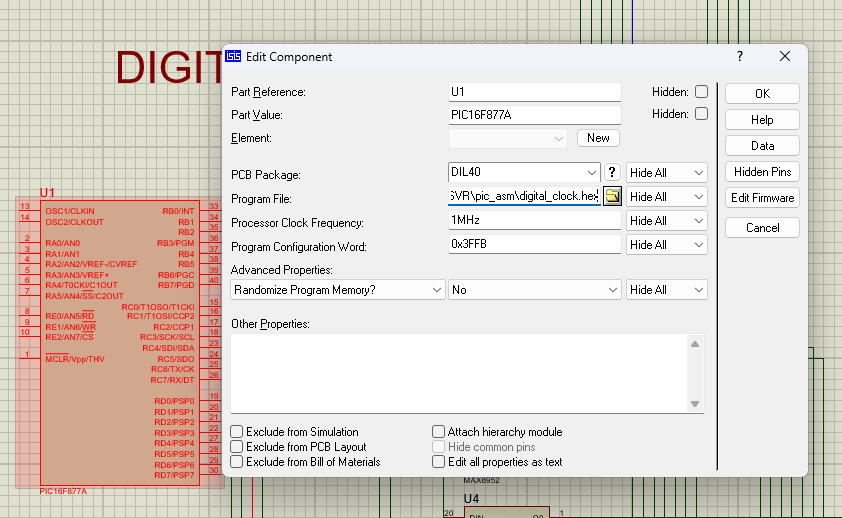 DIGIT
Edit Component
? X
Part Reference: U1 Hidden:
Part Value: PIC16F877A Hidden:
Element: New
PCB Package: DIL40 ? Hide All
Program File: SVR\pic_asm\digital_clock.hex Hide All
Processor Clock Frequency: 1MHz Hide All
Program Configuration Word: 0x3FFB Hide All
Advanced Properties:
Randomize Program Memory? No Hide All
Other Properties:
Exclude from Simulation Attach hierarchy module
Exclude from PCB Layout Hide common pins
Exclude from Bill of Materials Edit all properties as text
OK
Help
Data
Hidden Pins
Edit Firmware
Cancel
U1
13 OSC1/CLKIN RB0/INT 33
14 OSC2/CLKOUT RB1 34
RB2 35
2 RA0/AN0 RB3/PGM 36
3 RA1/AN1 RB4 37
4 RA2/AN2/VREF-/CVREF RB5 38
5 RA3/AN3/VREF+ RB6/PGC 39
6 RA4/T0CKI/C1OUT RB7/PGD 40
7 RA5/AN4/SS/C2OUT
RC0/T1OSO/T1CKI 15
8 RE0/AN5/RD RC1/T1OSI/CCP2 16
9 RE1/AN6/WR RC2/CCP1 17
10 RE2/AN7/CS RC3/SCK/SCL 18
RC4/SDI/SDA 23
1 MCLR/Vpp/THV RC5/SDO 24
RC6/TX/CK 25
RC7/RX/DT 26
RD0/PSP0 19
RD1/PSP1 20
RD2/PSP2 21
RD3/PSP3 22
RD4/PSP4 27
RD5/PSP5 28
RD6/PSP6 29
RD7/PSP7 30
PIC16F877A
MAX6952
U4
20 1